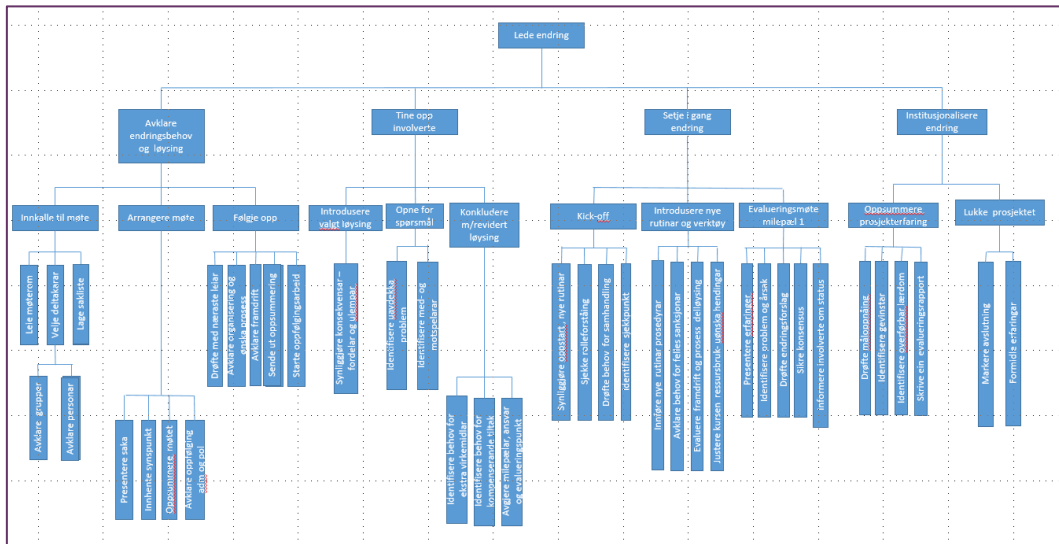 Lede endring
Avklare
endringsbehov
og løysing
Tine opp
involverte
Setje i gang
endring
Institusjonalisere
endring
Innkalle til møte
Arrangere møte
Følgje opp
Introdusere
valgt løysing
Opne for
spørsmål
Konkludere
m/revidert
løysing
Kick-off
Introdusere nye
rutinar og verktøy
Evalueringsmøte
milepæl 1
Oppsummere
prosjekterfaring
Lukke prosjektet
Leie møterom
Velje deltakarar
Lage sakliste
Avklare grupper
Avklare personar
Presentere saka
Innhente synspunkt
Oppsummere møtet
Avklare oppfølging
adm og pol
Drøfte med næraste leiar
Avklare organisering og
ønska prosess
Avklare framdrift
Sende ut oppsummering
Starte oppfølgingsarbeid
Synliggjøre konsekvensar –
fordelar og ulempar
Identifisere uavdekka
problem
Identifisere med- og
motspelarar
Identifisere behov for
ekstra virkemidlar
Identifisere behov for
kompenserande tiltak
Avgjere milepælar, ansvar
og evalueringspunkt
Synliggjøre oppstart, nye rutinar
Sjekke rolleforståing
Drøfte behov for samhandling
identifisere sjekkpunkt
Innføre nye rutinar prosedyrar
Avklare behov for felles sanksjonar
Evaluere framdrift og prosess delløysing
Justere kursen ressursbruk- uønska hendingar
Presentere erfaringer
Identifisere problem og årsak
Drøfte endringsforslag
Sikre konsensus
informere involverte om status
Drøfte måloppnåing
Identifisere gevinstar
Identifisere overførbar lærdom
Skrive ein evalueringsrapport
Markere avslutning
Formidle erfaringar